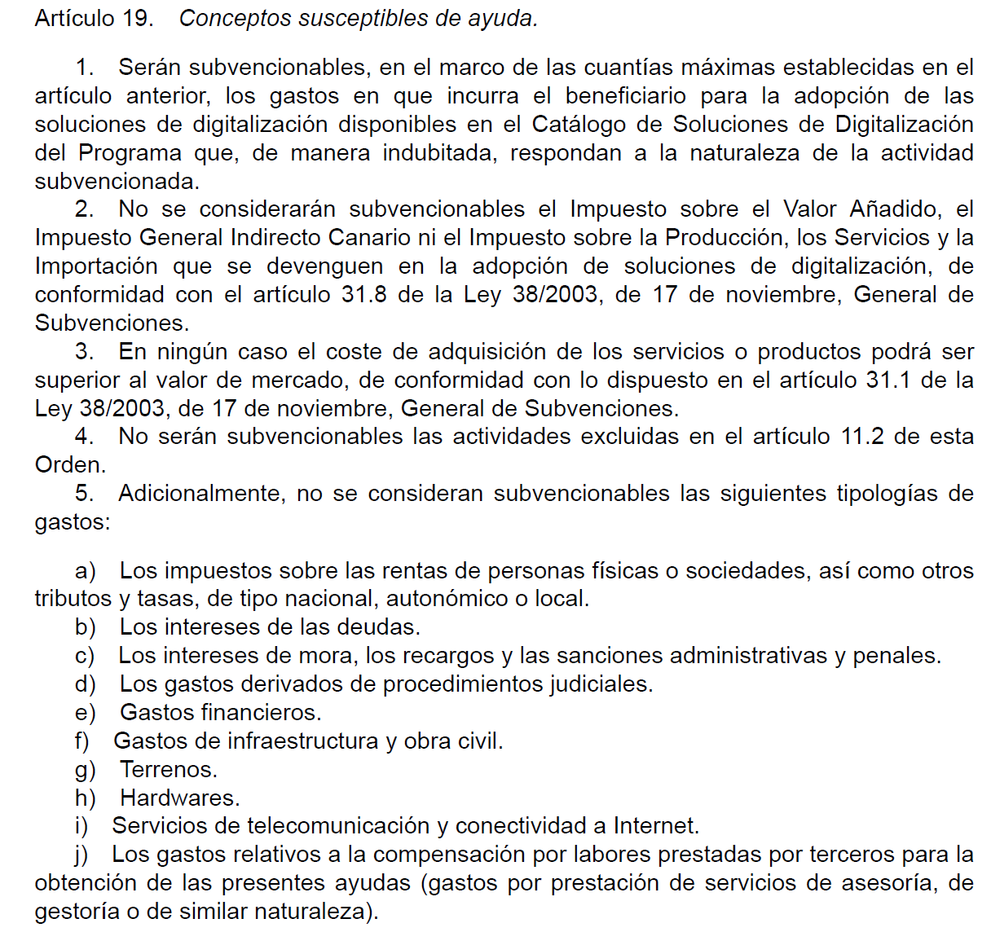 Artículo 19. Conceptos susceptibles de ayuda.
1. Serán subvencionables, en el marco de las cuantías máximas establecidas en el
artículo anterior, los gastos en que incurra el beneficiario para la adopción de las
soluciones de digitalización disponibles en el Catálogo de Soluciones de Digitalización
del Programa que, de manera indubitada, respondan a la naturaleza de la actividad
subvencionada.
2. No se considerarán subvencionables el Impuesto sobre el Valor Añadido, el
Impuesto General Indirecto Canario ni el Impuesto sobre la Producción, los Servicios y la
Importación que se devenguen en la adopción de soluciones de digitalización, de
conformidad con el artículo 31.8 de la Ley 38/2003, de 17 de noviembre, General de
Subvenciones.
3. En ningún caso el coste de adquisición de los servicios o productos podrá ser
superior al valor de mercado, de conformidad con lo dispuesto en el artículo 31.1 de la
Ley 38/2003, de 17 de noviembre, General de Subvenciones.
4. No serán subvencionables las actividades excluidas en el artículo 11.2 de esta
Orden.
5. Adicionalmente, no se consideran subvencionables las siguientes tipologías de
gastos:
a) Los impuestos sobre las rentas de personas físicas o sociedades, así como otros
tributos y tasas, de tipo nacional, autonómico o local.
b) Los intereses de las deudas.
c) Los intereses de mora, los recargos y las sanciones administrativas y penales.
d) Los gastos derivados de procedimientos judiciales.
e) Gastos financieros.
f) Gastos de infraestructura y obra civil.
g) Terrenos.
h) Hardwares.
i) Servicios de telecomunicación y conectividad a Internet.
j) Los gastos relativos a la compensación por labores prestadas por terceros para la
obtención de las presentes ayudas (gastos por prestación de servicios de asesoría, de
gestoría o de similar naturaleza).